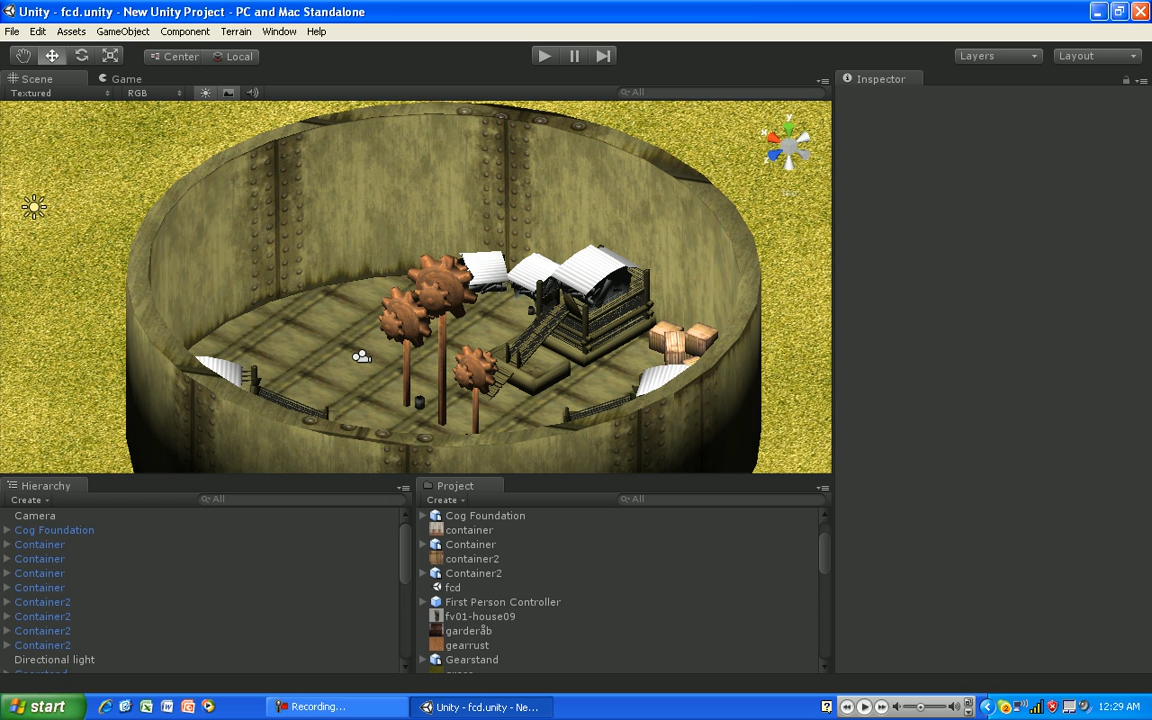 Unity - fcd.unity - New Unity Project - PC and Mac Standalone
File Edit Assets GameObject Component Terrain Window Help
Center Local Layers Layout
Scene Game Inspector
Textured RGB All
y
x
Hierarchy Project
Create All Create All
Camera
Cog Foundation
Container
Container
Container
Container
Container2
Container2
Container2
Container2
Directional light
Cog Foundation
container
Container
container2
Container2
fcd
First Person Controller
fv01-house09
garderåb
gearrust
Gearstand
start Recording... Unity - fcd.unity - Ne... 12:29 AM